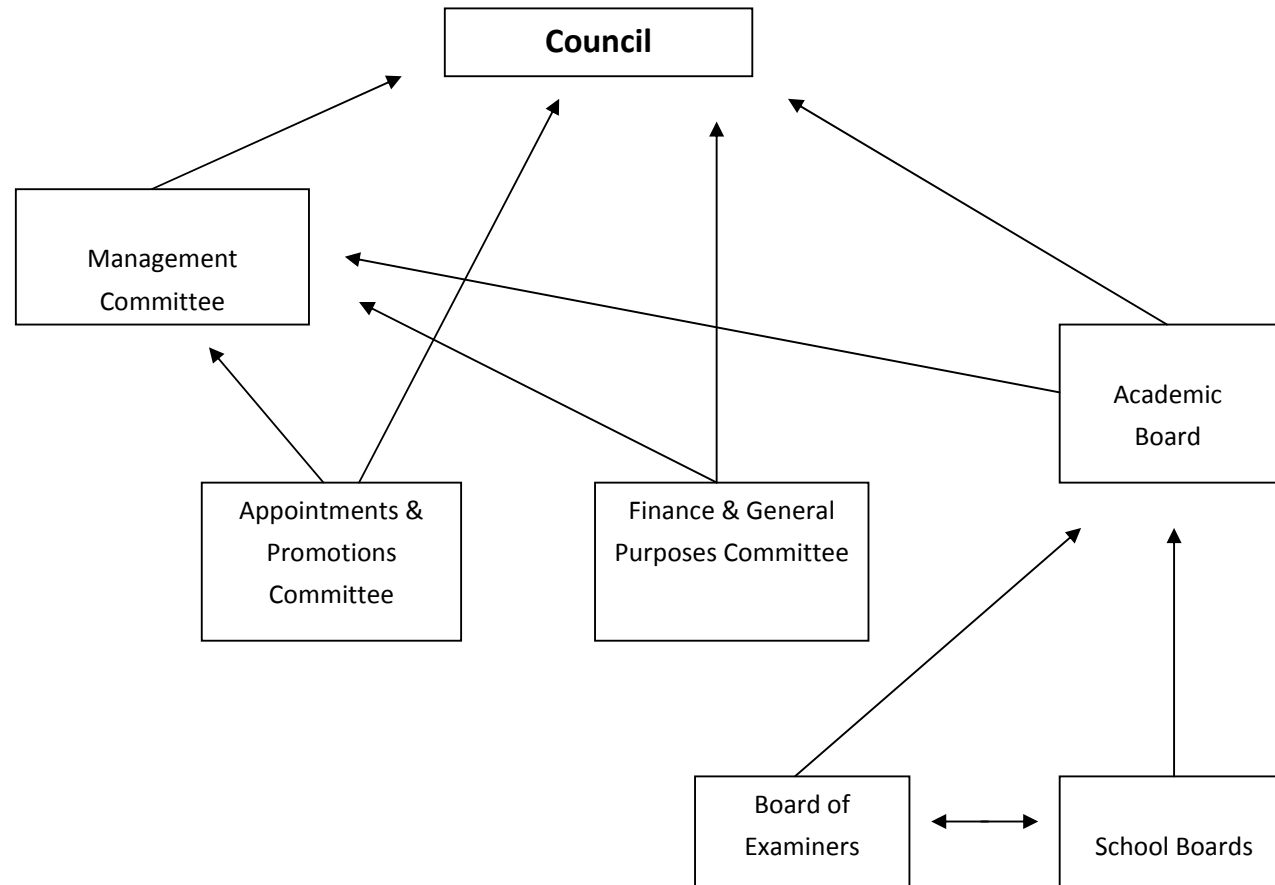 Council
Management
Committee
Academic
Board
Appointments &
Promotions
Committee
Finance & General
Purposes Committee
Board of
Examiners
School Boards